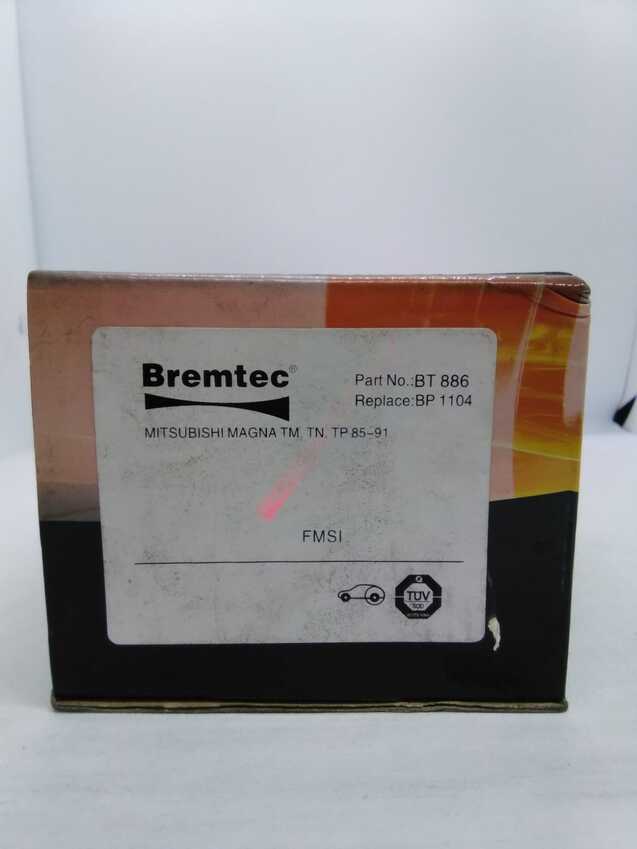 Bremtec®
Part No.:BT 886
Replace:BP 1104
MITSUBISHI MAGNA TM, TN, TP 85-91
FMSI
TÜV